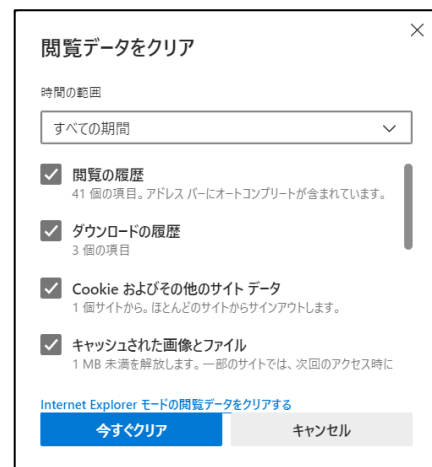 閲覧データをクリア
時間の範囲
すべての期間
閲覧の履歴
41 個の項目。アドレス バーにオートコンプリートが含まれています。
ダウンロードの履歴
3 個の項目
Cookie およびその他のサイト データ
1 個サイトから。ほとんどのサイトからサインアウトします。
キャッシュされた画像とファイル
1 MB 未満を解放します。一部のサイトでは、次回のアクセス時に
Internet Explorer モードの閲覧データをクリアする
今すぐクリア キャンセル